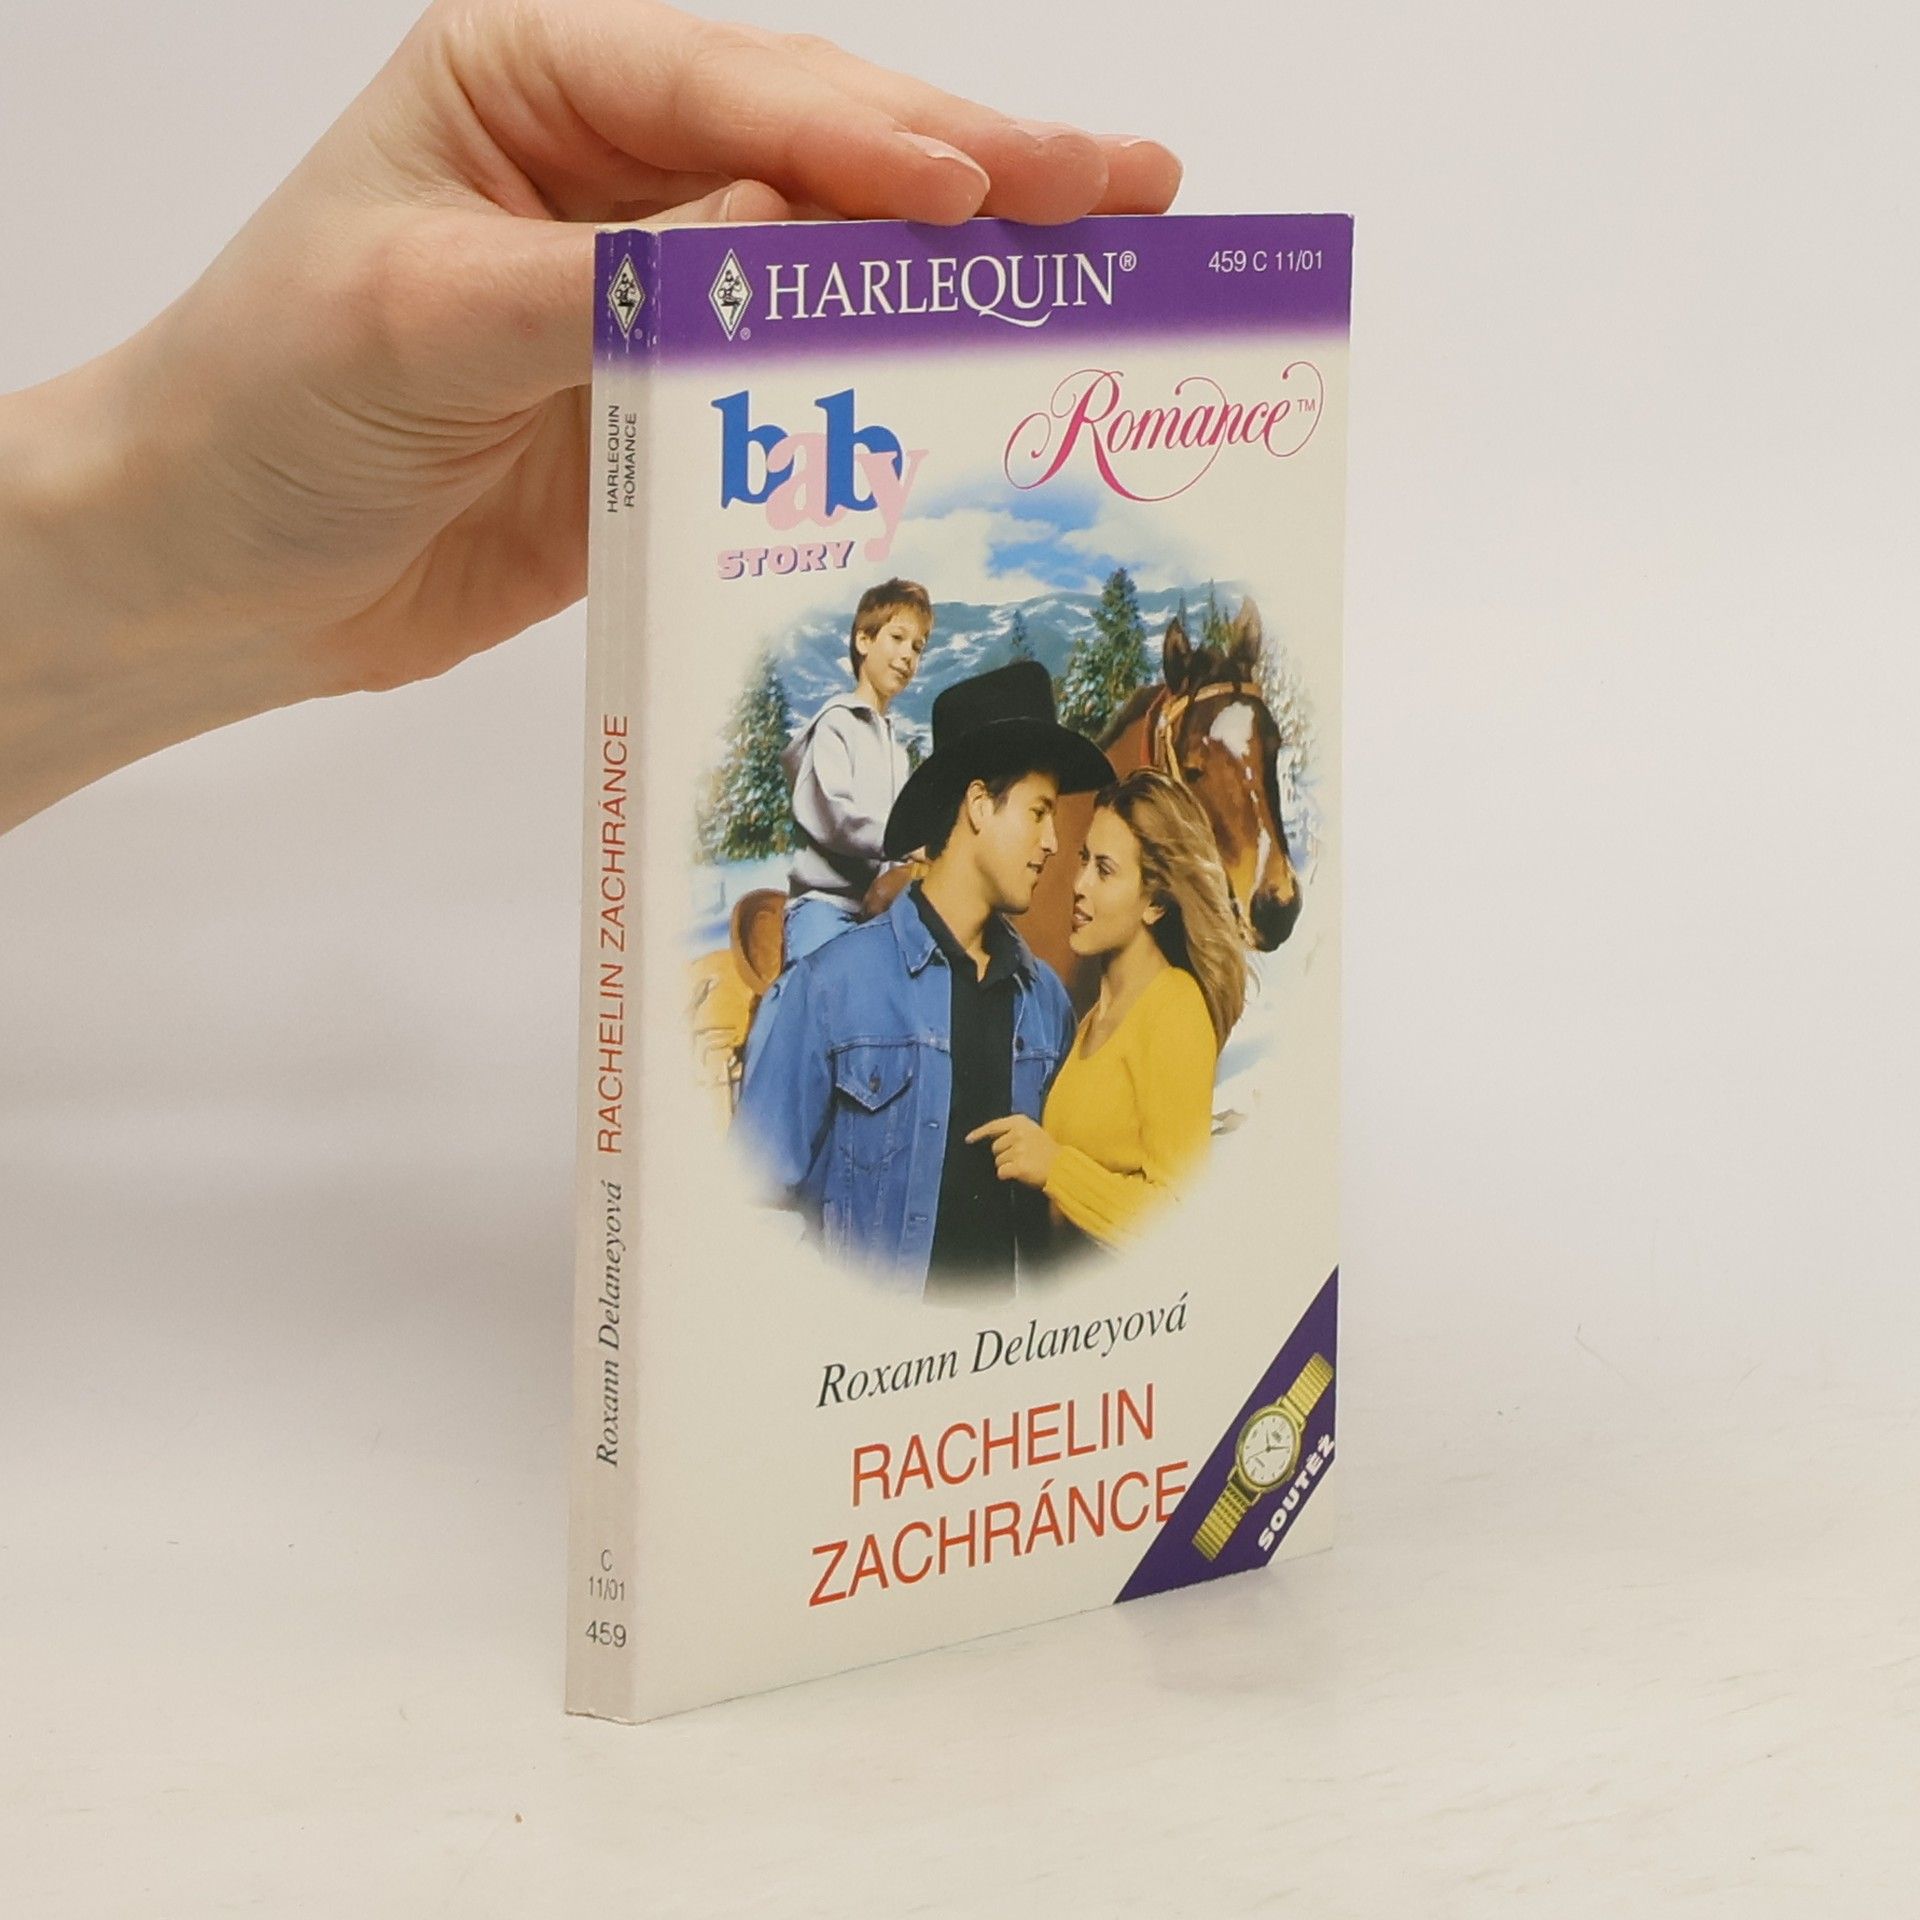 HARLEQUIN®
459 C 11/01
baby
STORY
Romance™
Roxann Delaneyová
RACHELIN
ZACHRÁNCE
SOUTĚŽ
HARLEQUIN
ROMANCE
Roxann Delaneyová RACHELIN ZACHRÁNCE
C
11/01
459